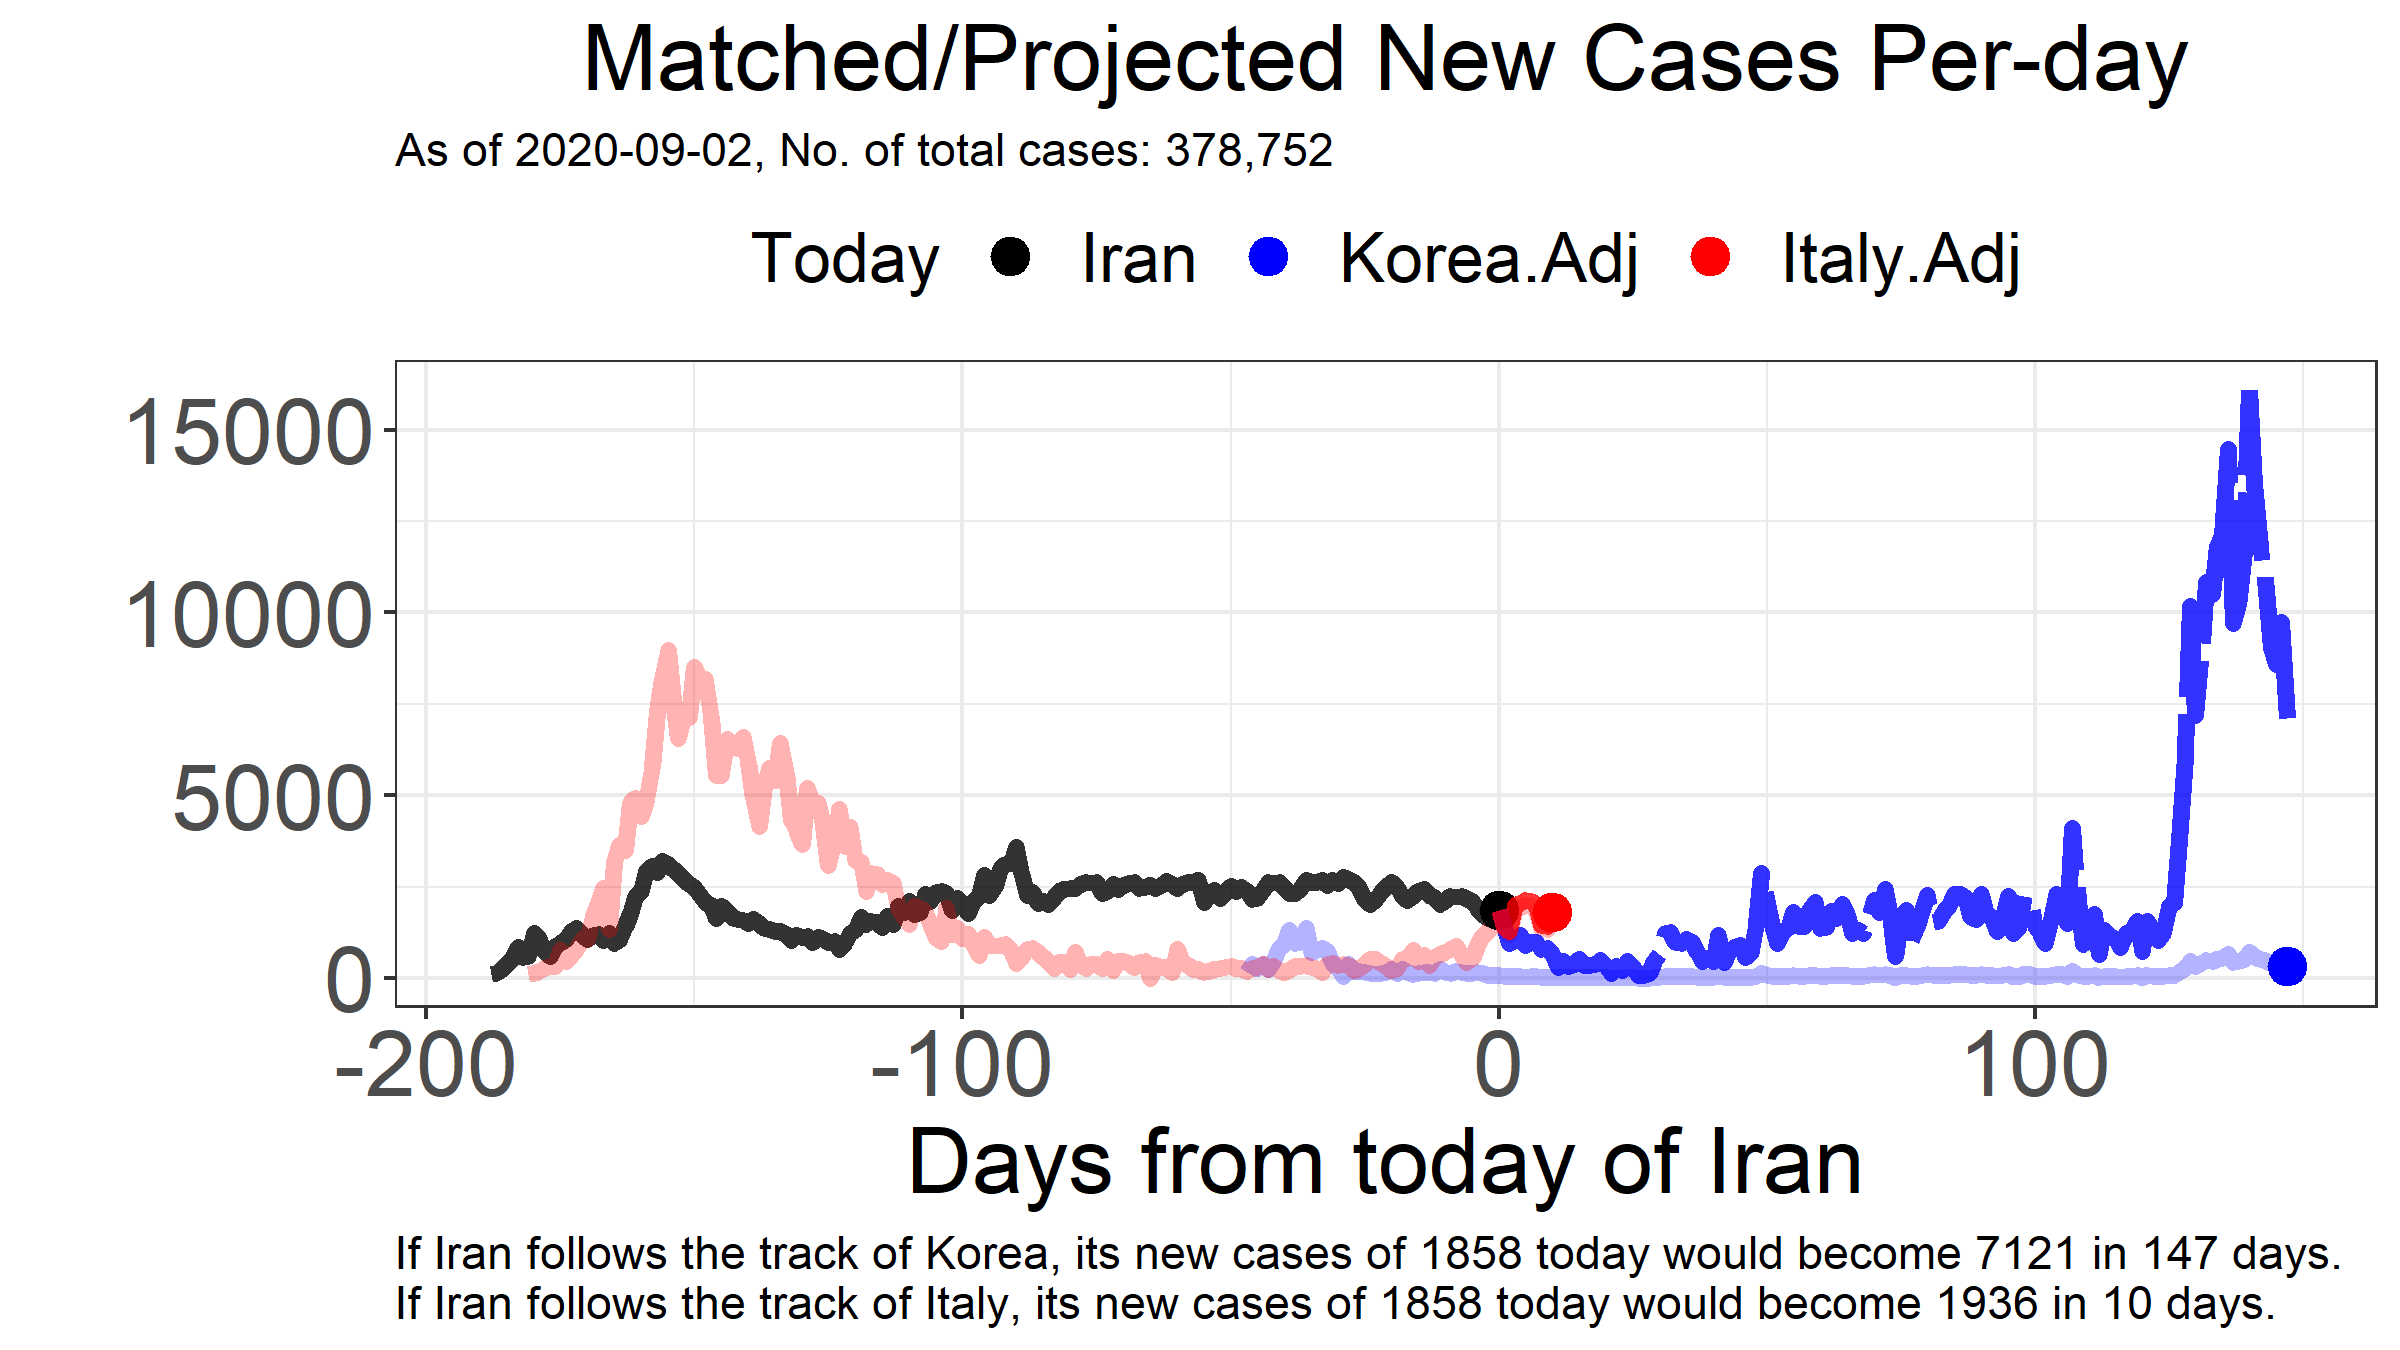 Matched/Projected New Cases Per-day
As of 2020-09-02, No. of total cases: 378,752
Today Iran Korea.Adj Italy.Adj
15000
10000
5000
0
-200 -100 0 100
Days from today of Iran
If Iran follows the track of Korea, its new cases of 1858 today would become 7121 in 147 days.
If Iran follows the track of Italy, its new cases of 1858 today would become 1936 in 10 days.